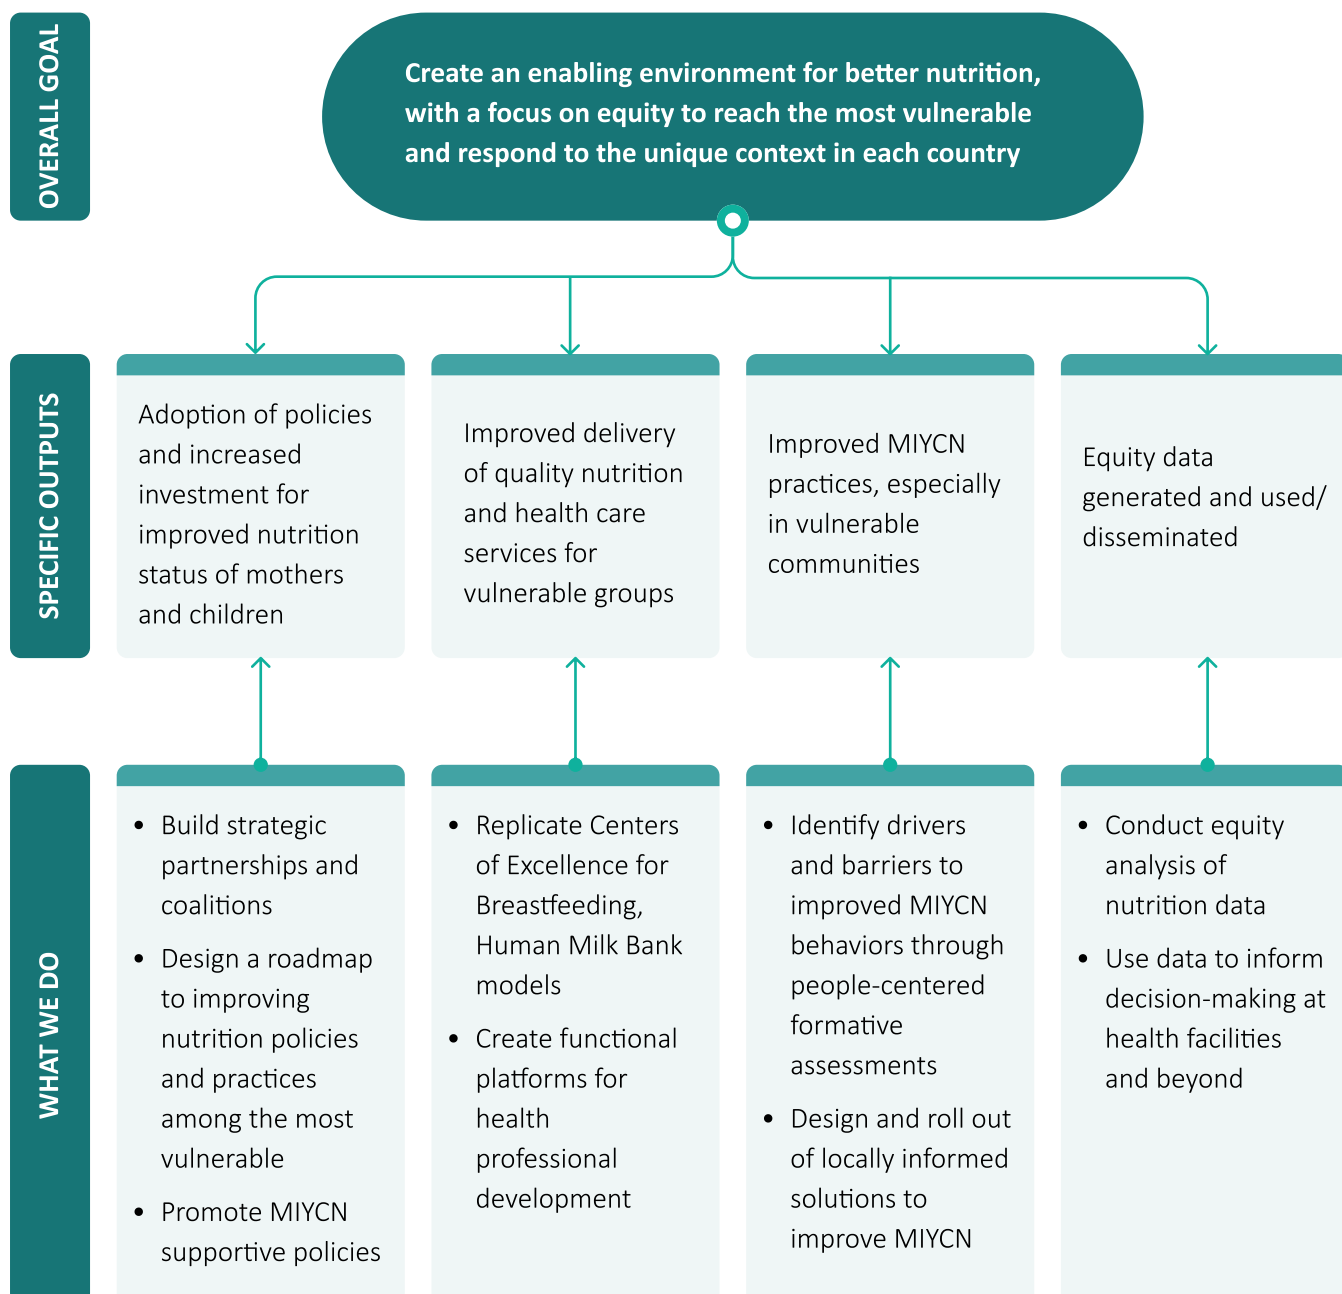 OVERALL GOAL
Create an enabling environment for better nutrition,
with a focus on equity to reach the most vulnerable
and respond to the unique context in each country
SPECIFIC OUTPUTS
Adoption of policies
and increased
investment for
improved nutrition
status of mothers
and children
Improved delivery
of quality nutrition
and health care
services for
vulnerable groups
Improved MIYCN
practices, especially
in vulnerable
communities
Equity data
generated and used/
disseminated
WHAT WE DO
• Build strategic
partnerships and
coalitions
• Design a roadmap
to improving
nutrition policies
and practices
among the most
vulnerable
• Promote MIYCN
supportive policies
• Replicate Centers
of Excellence for
Breastfeeding,
Human Milk Bank
models
• Create functional
platforms for
health
professional
development
• Identify drivers
and barriers to
improved MIYCN
behaviors through
people-centered
formative
assessments
• Design and roll out
of locally informed
solutions to
improve MIYCN
• Conduct equity
analysis of
nutrition data
• Use data to inform
decision-making at
health facilities
and beyond